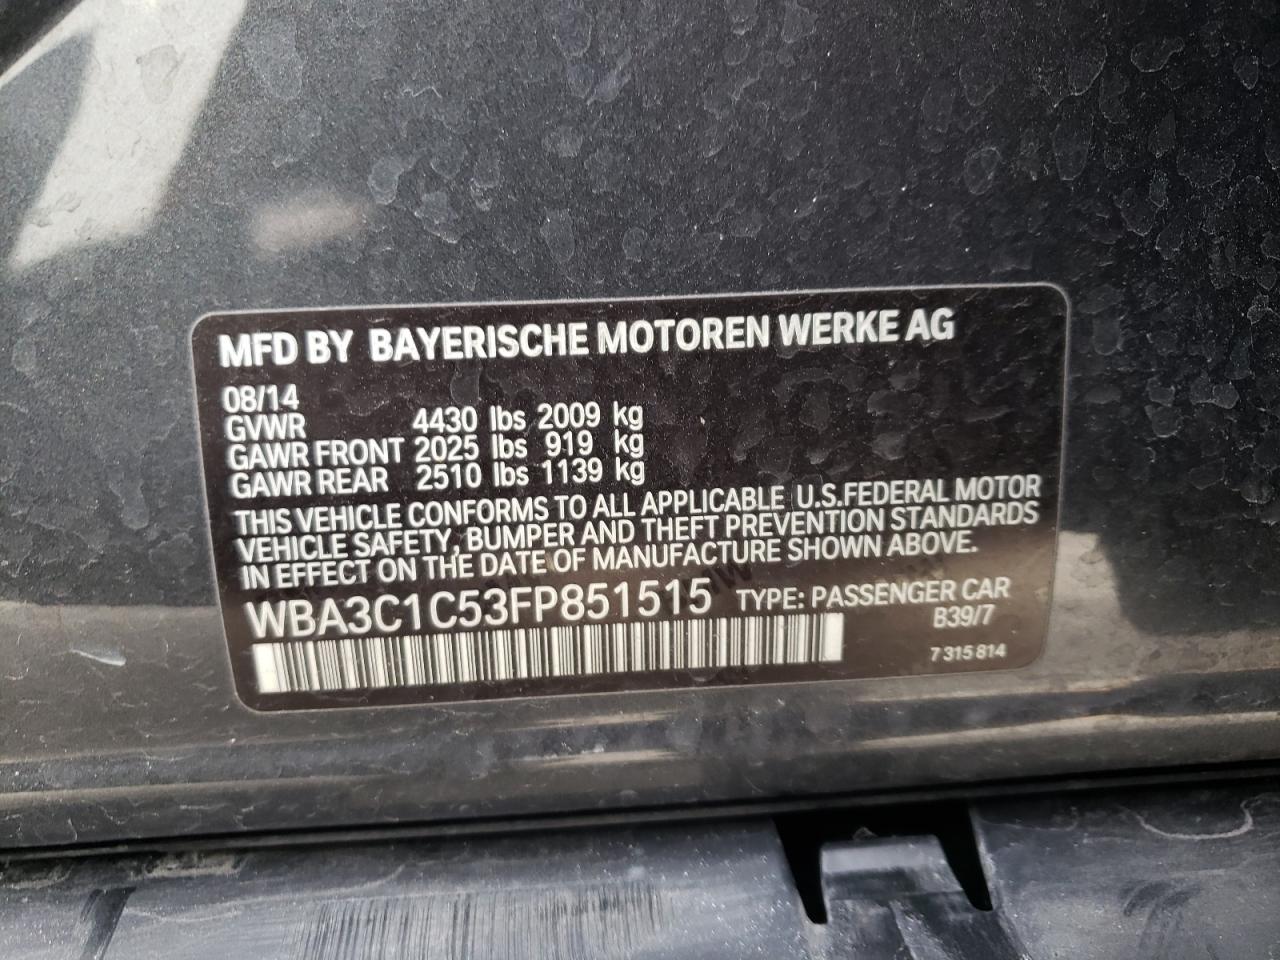 MFD BY BAYERISCHE MOTOREN WERKE AG
08/14
GVWR 4430 lbs 2009 kg
GAWR FRONT 2025 lbs 919 kg
GAWR REAR 2510 lbs 1139 kg
THIS VEHICLE CONFORMS TO ALL APPLICABLE U.S.FEDERAL MOTOR
VEHICLE SAFETY, BUMPER AND THEFT PREVENTION STANDARDS
IN EFFECT ON THE DATE OF MANUFACTURE SHOWN ABOVE.
WBA3C1C53FP851515 TYPE: PASSENGER CAR
B39/7
7 315 814